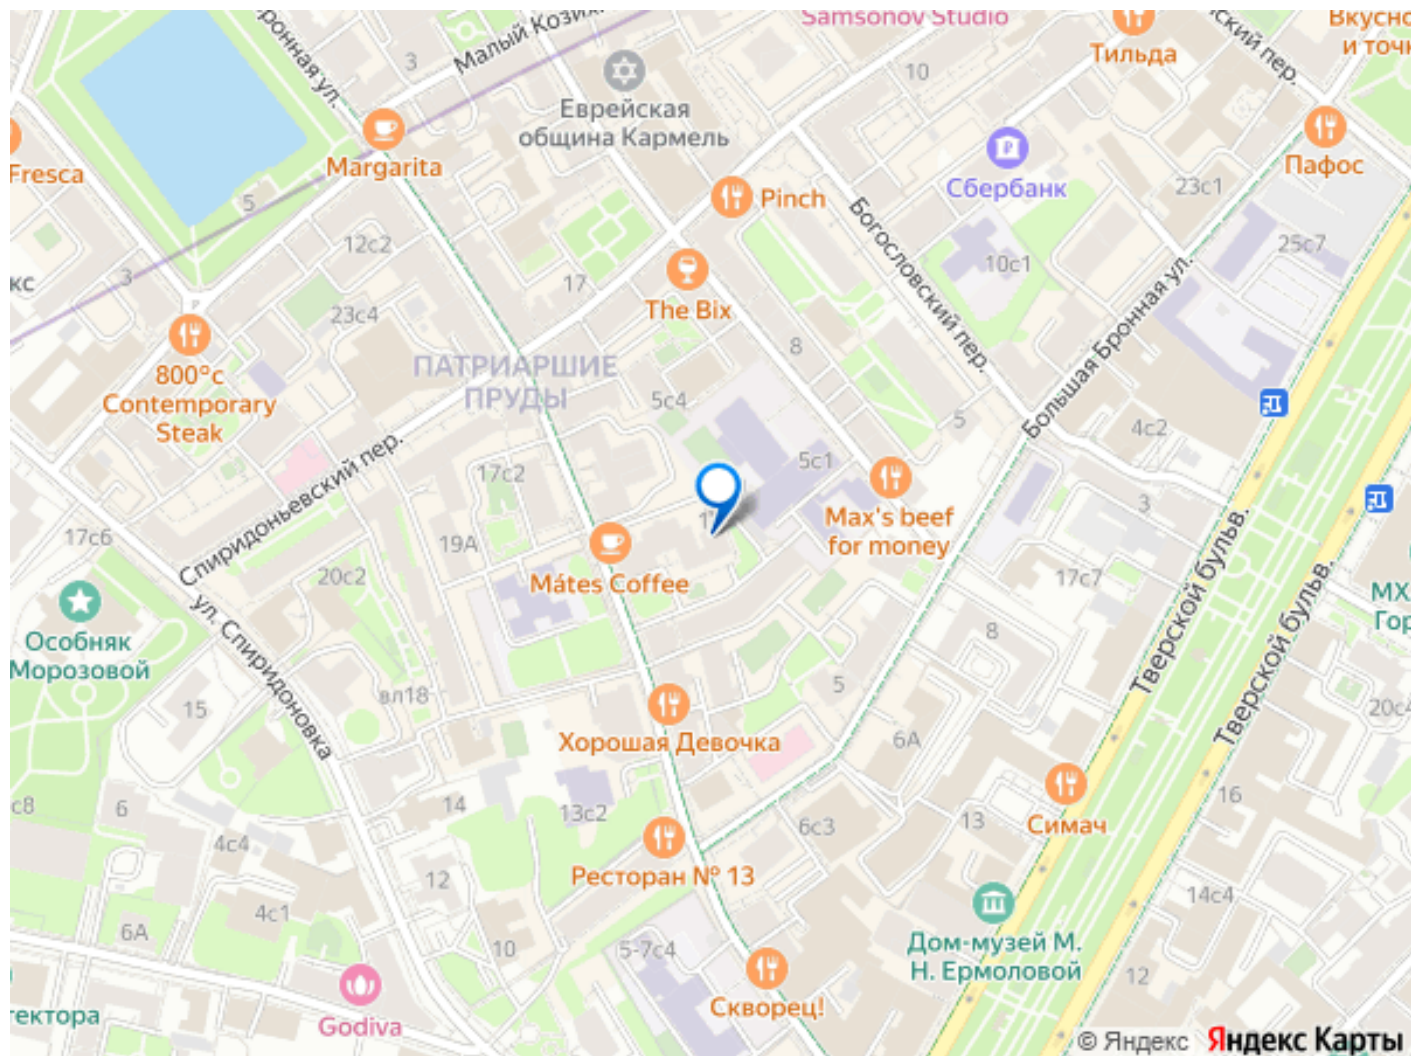 Samsonov Studio
Вкусно
и точк
Тильда
Малый Козих
Еврейская
община Кармель
Margarita
Fresca
Pinch
Сбербанк
Пафос
3
10
23с1
5
12с2
3
17
23с4
The Bix
Богословский пер.
10с1
25с7
Большая Бронная ул.
800°с
Contemporary
Steak
ПАТРИАРШИЕ
ПРУДЫ
8
5с4
5
4с2
Спиридоньевский пер.
17с2
5с1
Max's beef
for money
3
17с6
19А
20с2
Mátes Coffee
17с7
Тверской бульв.
Тверской бульв.
Особняк
Морозовой
ул. Спиридоновка
8
15
вл18
5
Хорошая Девочка
6А
20с4
с8
6
14
13с2
6с3
13
Симач
16
4с4
12
Ресторан № 13
14с4
4с1
6А
10
5-7с4
Дом-музей М.
Н. Ермоловой
12
Скворец!
Godiva
тектора
© Яндекс Яндекс Карты